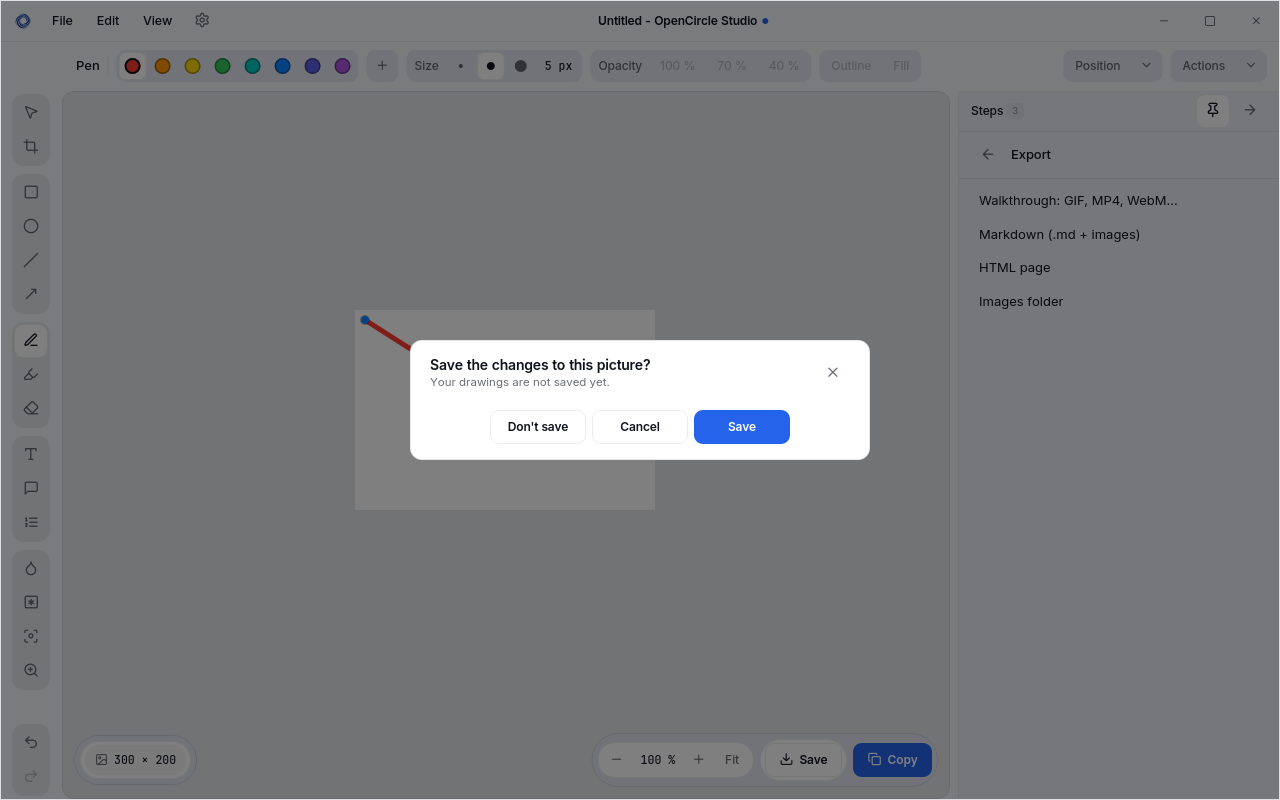 File Edit View
Untitled - OpenCircle Studio
Pen
Size
5 px
Opacity 100 % 70 % 40 %
Outline Fill
Position
Actions
Steps 3
Export
Walkthrough: GIF, MP4, WebM...
Markdown (.md + images)
HTML page
Images folder
Save the changes to this picture?
Your drawings are not saved yet.
Don't save Cancel Save
300 × 200
100 % Fit
Save
Copy